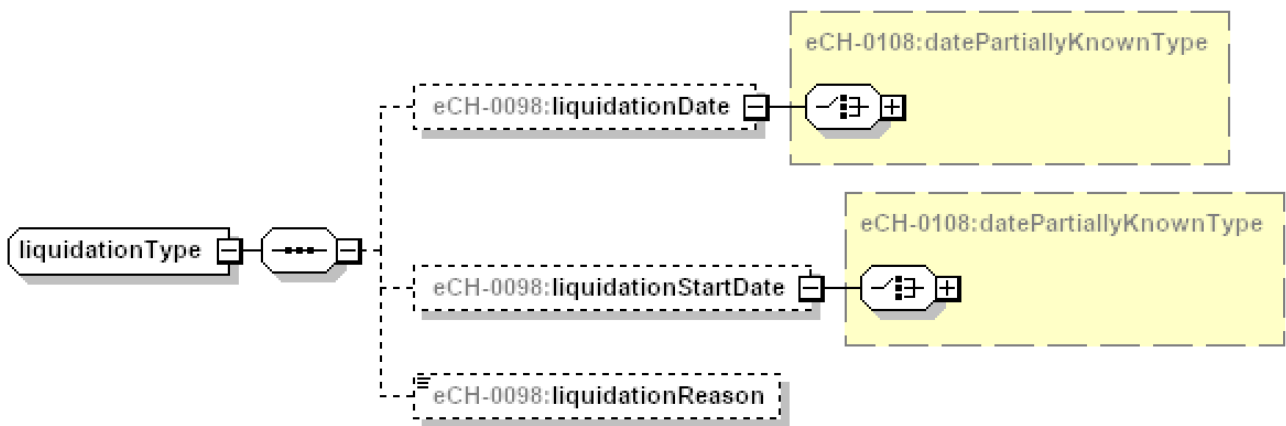 eCH-0108:datePartiallyKnownType
eCH-0098:liquidationDate
eCH-0108:datePartiallyKnownType
liquidationType
eCH-0098:liquidationStartDate
eCH-0098:liquidationReason